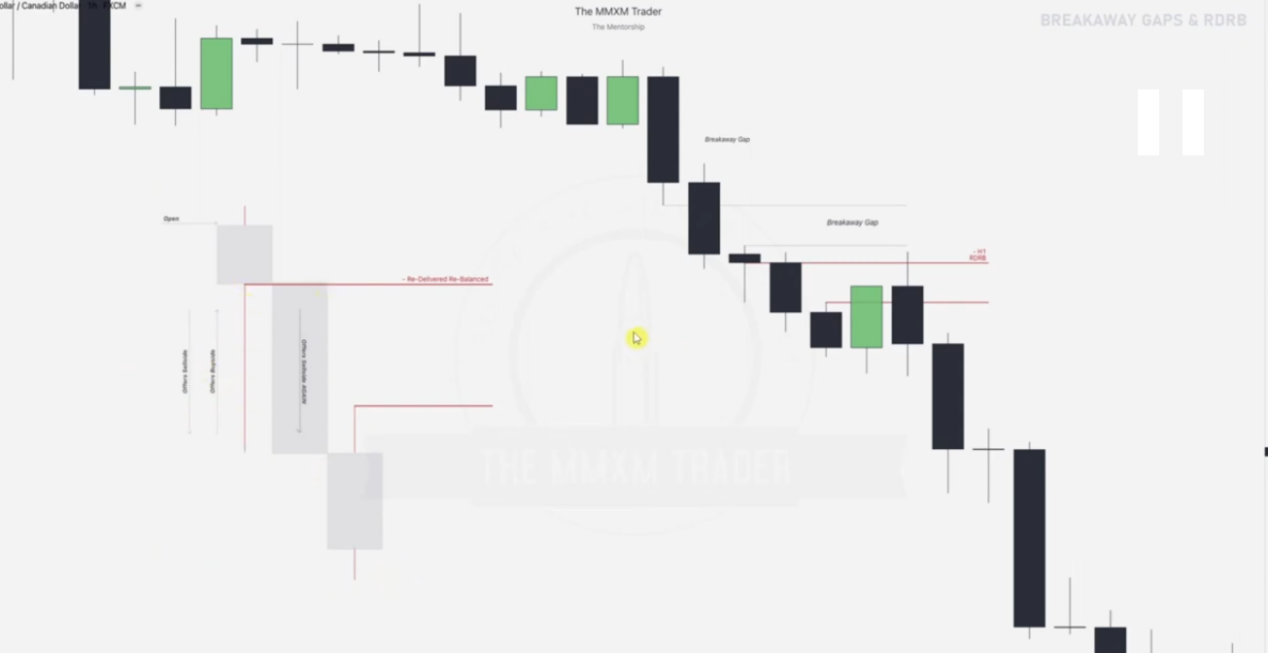 ollar / Canadian Dollar · 1h · FXCM
The MMXM Trader
The Mentorship
BREAKAWAY GAPS & RDRB
Breakaway Gap
Open
Breakaway Gap
- H1
RDRB
- Re-Delivered Re-Balanced
Offers Sellside
Offers Buyside
Offers Sellside AGAIN
THE MMXM TRADER